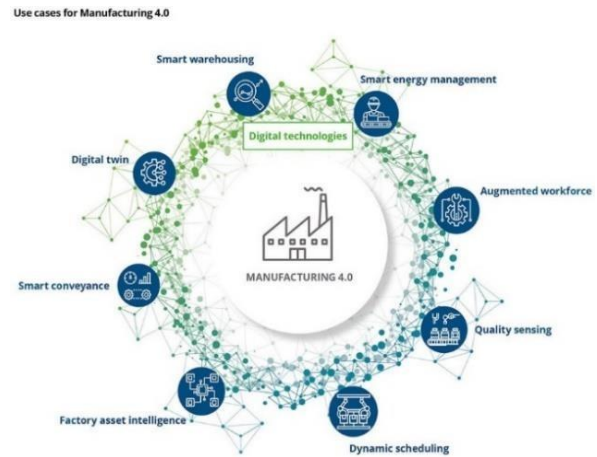 Use cases for Manufacturing 4.0
Smart warehousing
Smart energy management
Digital technologies
Digital twin
Augmented workforce
MANUFACTURING 4.0
Smart conveyance
Quality sensing
Factory asset intelligence
Dynamic scheduling